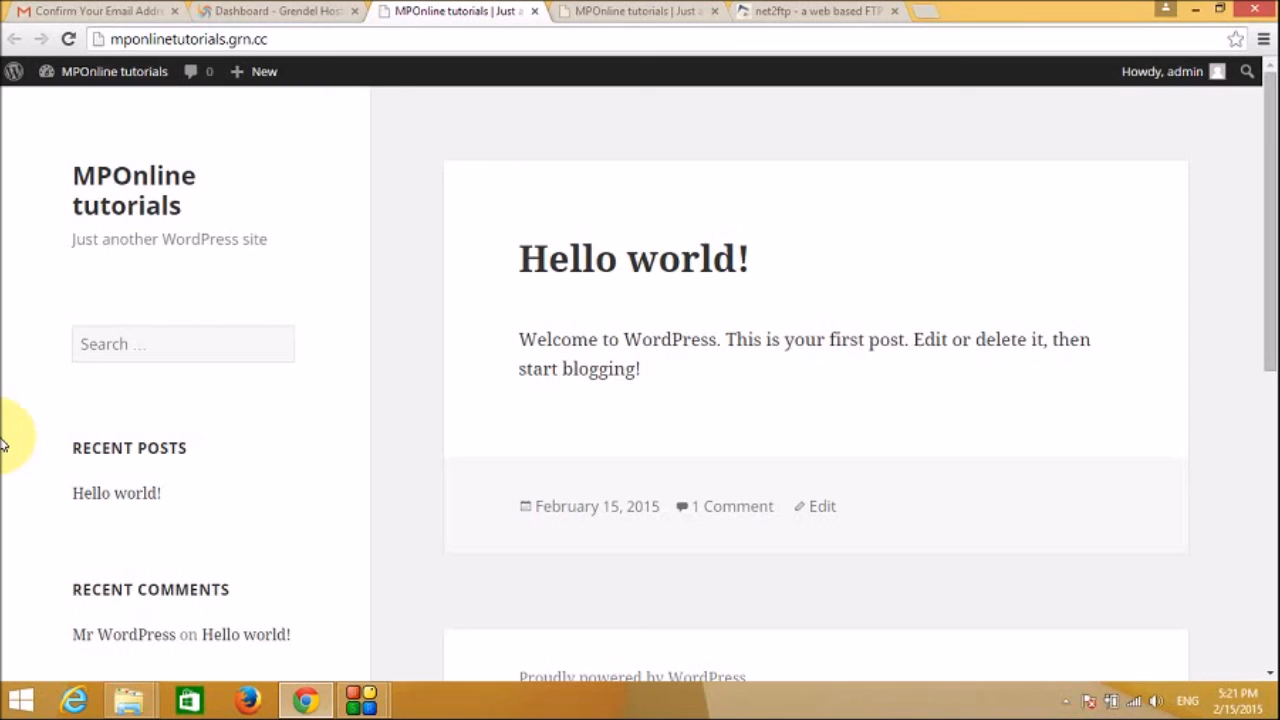 Confirm Your Email Addre
Dashboard - Grendel Host
MPOnline tutorials | Just a
MPOnline tutorials | Just a
net2ftp - a web based FTP
mponlinetutorials.grn.cc
MPOnline tutorials
0
New
Howdy, admin
MPOnline
tutorials
Just another WordPress site
Search ...
RECENT POSTS
Hello world!
RECENT COMMENTS
Mr WordPress on Hello world!
Hello world!
Welcome to WordPress. This is your first post. Edit or delete it, then
start blogging!
February 15, 2015 1 Comment Edit
Proudly powered by WordPress
ENG
5:21 PM
2/15/2015